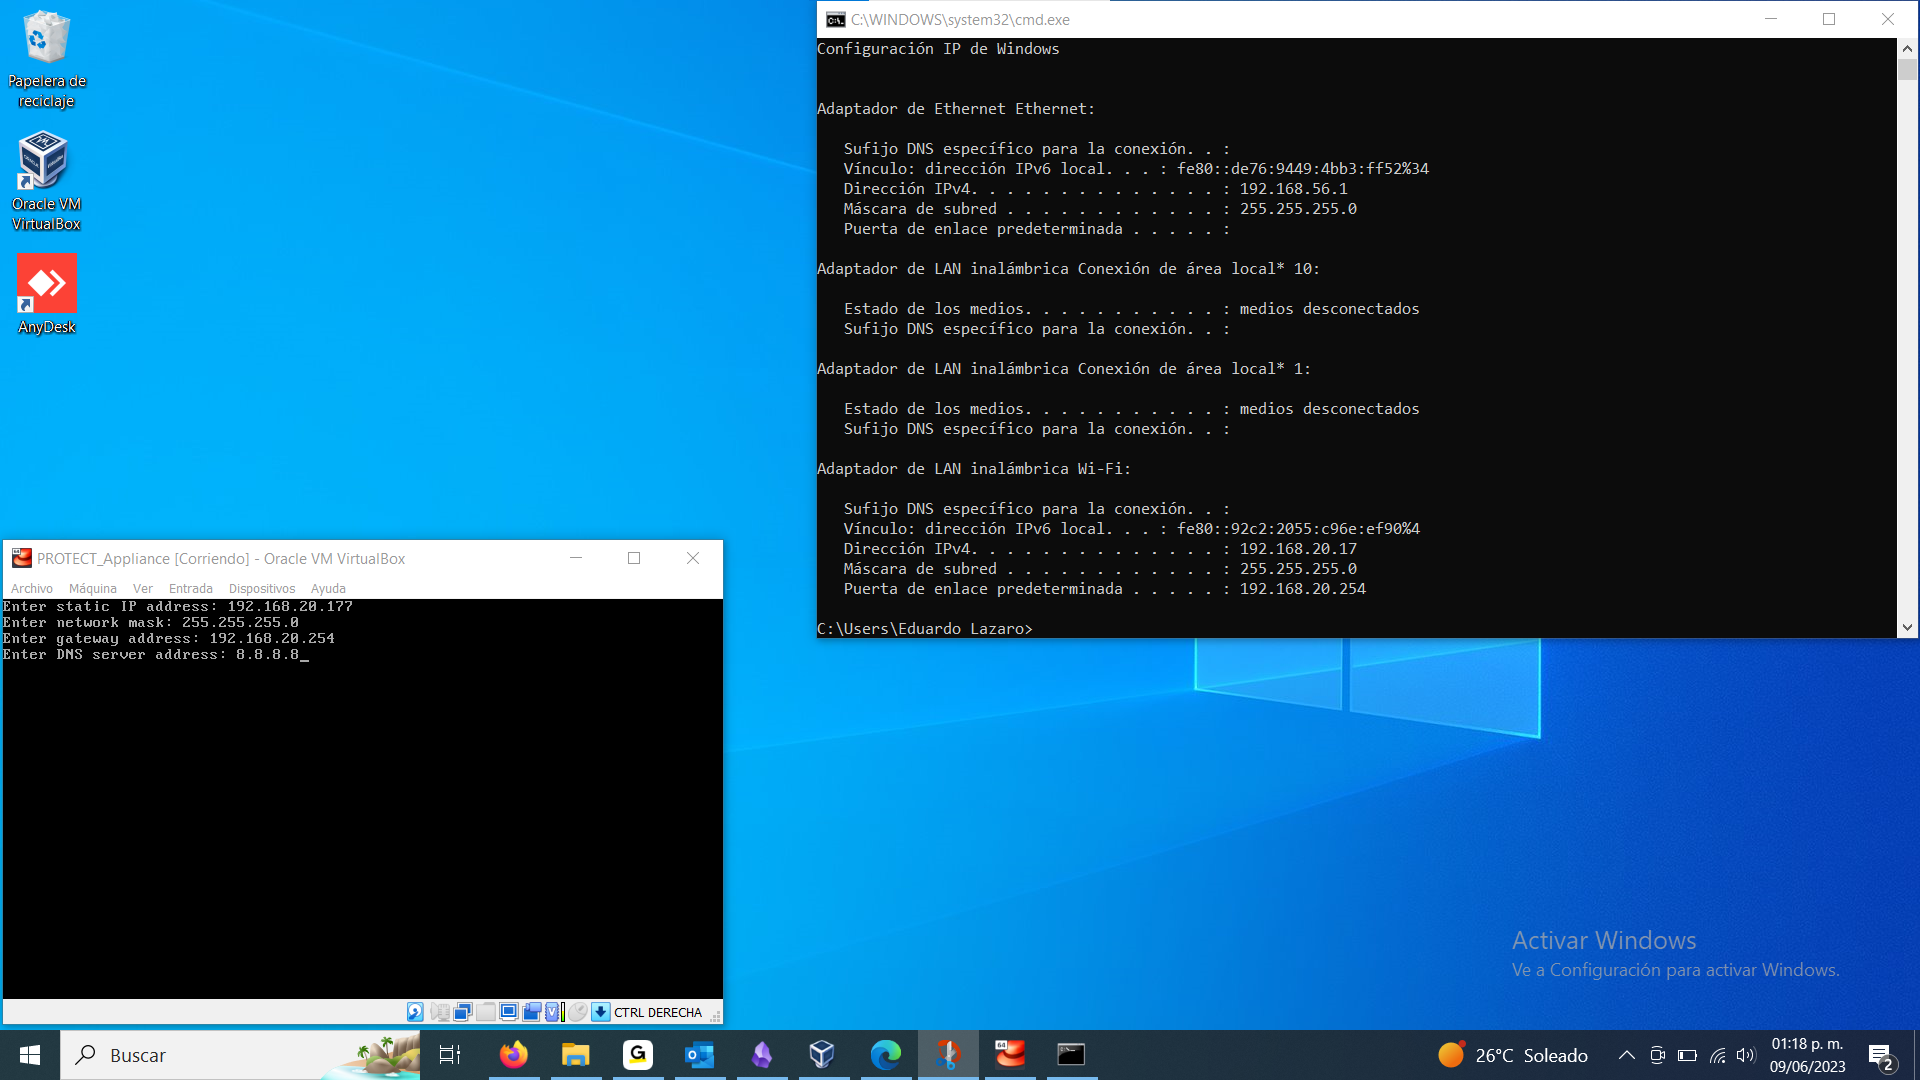 Papelera de
reciclaje
Oracle VM
VirtualBox
AnyDesk
C:\WINDOWS\system32\cmd.exe
Configuración IP de Windows
Adaptador de Ethernet Ethernet:
Sufijo DNS específico para la conexión. . :
Vínculo: dirección IPv6 local. . . : fe80::de76:9449:4bb3:ff52%34
Dirección IPv4. . . . . . . . . . . . . . : 192.168.56.1
Máscara de subred . . . . . . . . . . . . : 255.255.255.0
Puerta de enlace predeterminada . . . . . :
Adaptador de LAN inalámbrica Conexión de área local* 10:
Estado de los medios. . . . . . . . . . . : medios desconectados
Sufijo DNS específico para la conexión. . :
Adaptador de LAN inalámbrica Conexión de área local* 1:
Estado de los medios. . . . . . . . . . . : medios desconectados
Sufijo DNS específico para la conexión. . :
Adaptador de LAN inalámbrica Wi-Fi:
Sufijo DNS específico para la conexión. . :
Vínculo: dirección IPv6 local. . . : fe80::92c2:2055:c96e:ef90%4
Dirección IPv4. . . . . . . . . . . . . . : 192.168.20.17
Máscara de subred . . . . . . . . . . . . : 255.255.255.0
Puerta de enlace predeterminada . . . . . : 192.168.20.254
C:\Users\Eduardo Lazaro>
PROTECT_Appliance [Corriendo] - Oracle VM VirtualBox
Archivo Máquina Ver Entrada Dispositivos Ayuda
Enter static IP address: 192.168.20.177
Enter network mask: 255.255.255.0
Enter gateway address: 192.168.20.254
Enter DNS server address: 8.8.8.8_
CTRL DERECHA
Activar Windows
Ve a Configuración para activar Windows.
Buscar
26°C Soleado
01:18 p. m.
09/06/2023
2